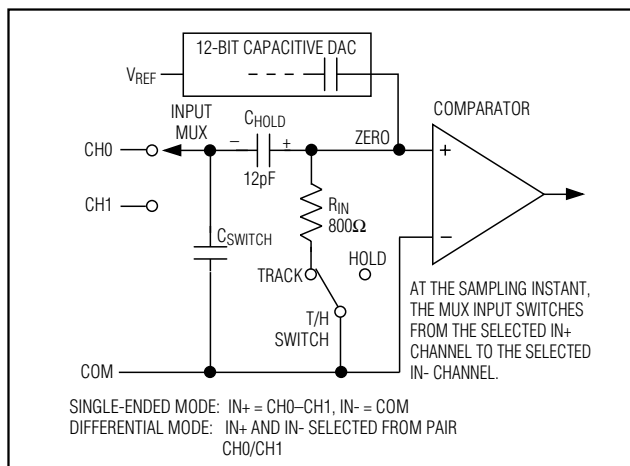 12-BIT CAPACITIVE DAC
VREF
COMPARATOR
INPUT
MUX
CHOLD
ZERO
CH0
– +
12pF
+
CH1
RIN
800Ω
CSWITCH
–
HOLD
TRACK
AT THE SAMPLING INSTANT,
THE MUX INPUT SWITCHES
FROM THE SELECTED IN+
CHANNEL TO THE SELECTED
IN- CHANNEL.
T/H
SWITCH
COM
SINGLE-ENDED MODE: IN+ = CH0–CH1, IN- = COM
DIFFERENTIAL MODE: IN+ AND IN- SELECTED FROM PAIR
CH0/CH1